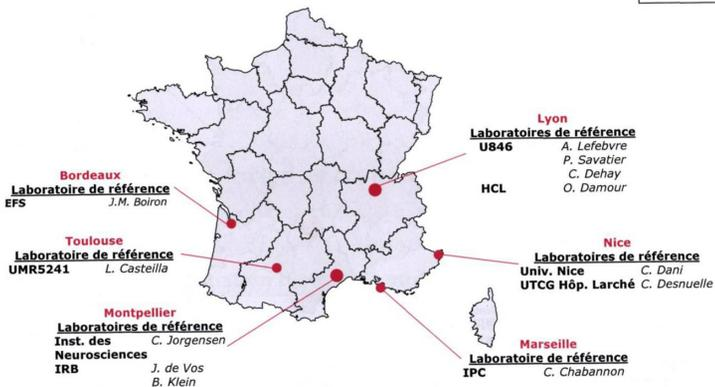 Lyon
Laboratoires de référence
U846 A. Lefebvre
P. Savatier
C. Dehay
HCL O. Damour
Bordeaux
Laboratoire de référence
EFS J.M. Boiron
Toulouse
Laboratoire de référence
UMR5241 L. Casteilla
Nice
Laboratoires de référence
Univ. Nice C. Dani
UTCG Hôp. Larché C. Desnuelle
Montpellier
Laboratoires de référence
Inst. des C. Jorgensen
Neurosciences
IRB J. de Vos
B. Klein
Marseille
Laboratoire de référence
IPC C. Chabannon